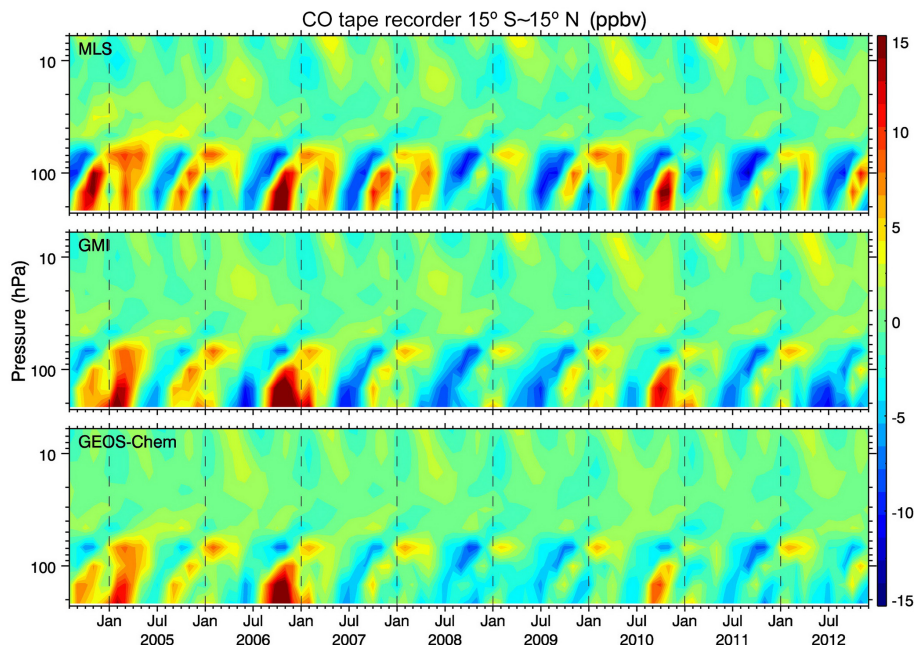 CO tape recorder 15° S~15° N (ppbv)
MLS
10
100
GMI
10
100
Pressure (hPa)
GEOS-Chem
10
100
Jan Jul Jan Jul Jan Jul Jan Jul Jan Jul Jan Jul Jan Jul Jan Jul
2005 2006 2007 2008 2009 2010 2011 2012
15
10
5
0
-5
-10
-15